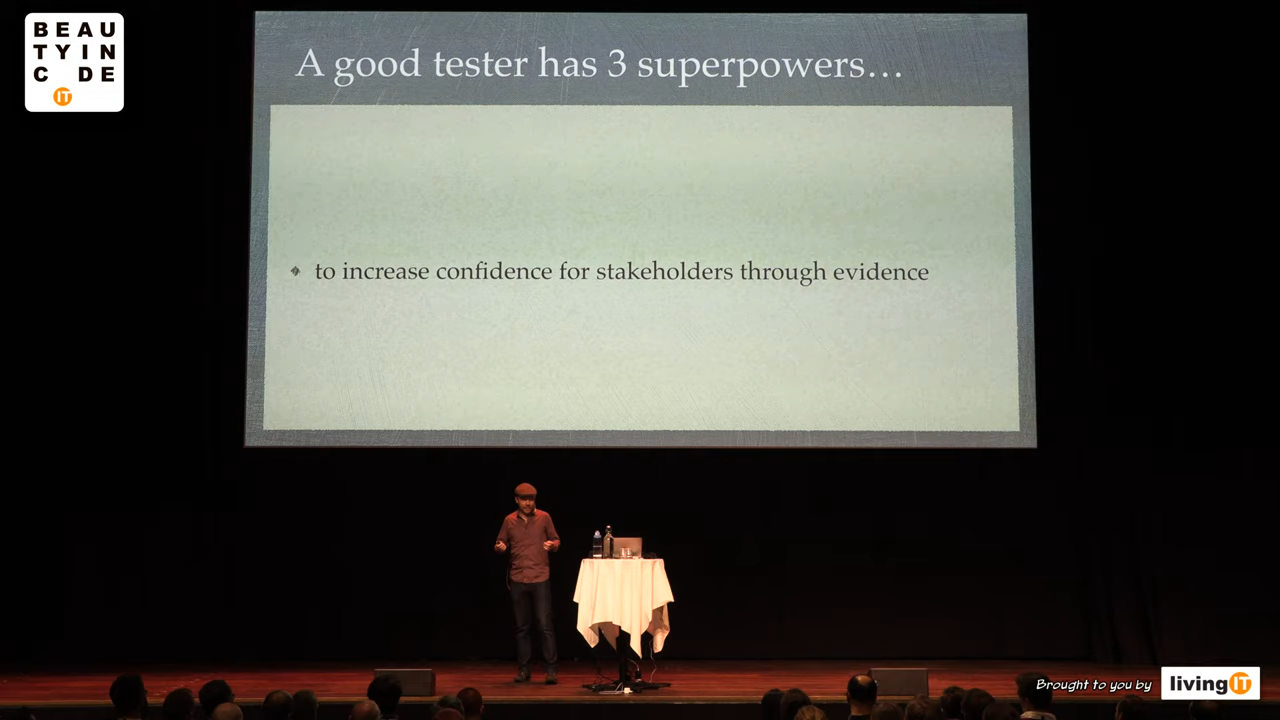 BEAU
TYIN
C DE
IT
A good tester has 3 superpowers…
to increase confidence for stakeholders through evidence
Brought to you by
livingIT